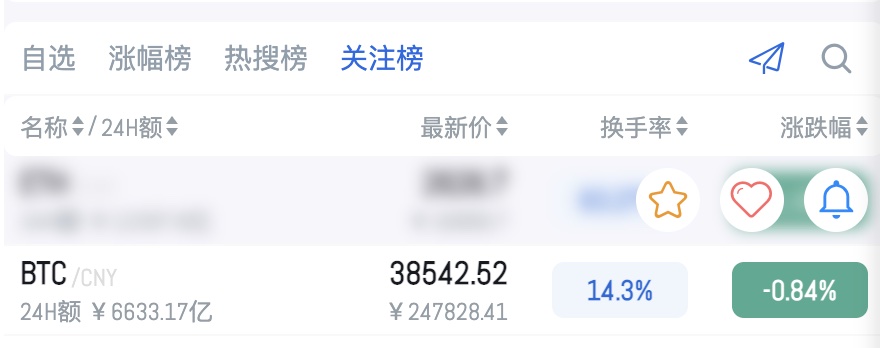 自选 涨幅榜 热搜榜 关注榜
名称 / 24H额 最新价 换手率 涨跌幅
BTC /CNY 38542.52 14.3% -0.84%
24H额 ￥6633.17亿 ￥247828.41